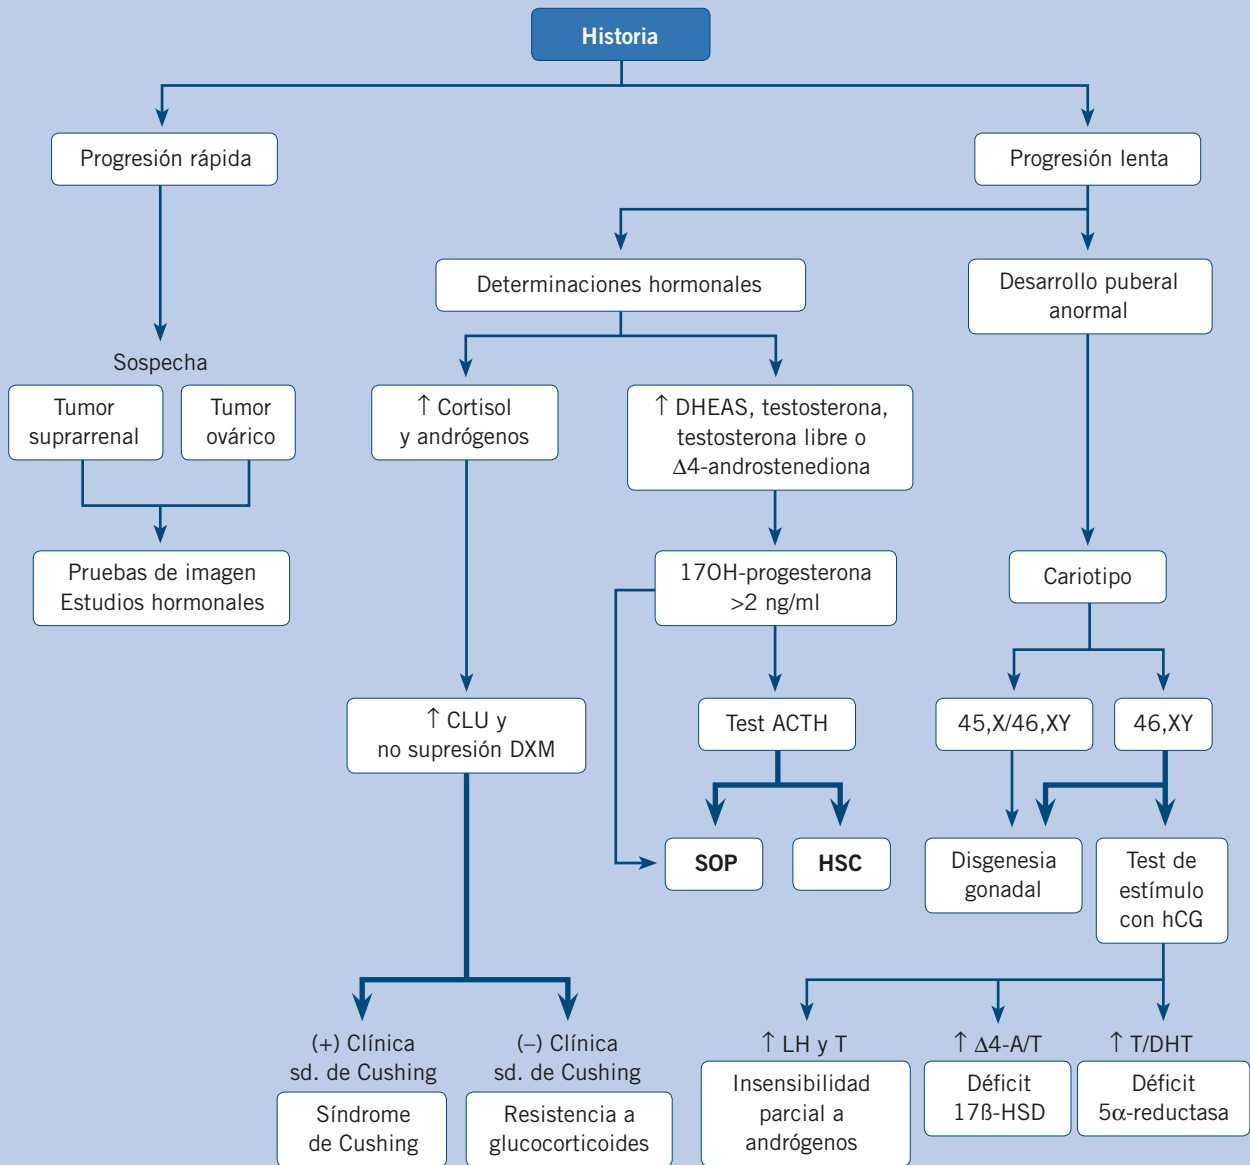 Historia
Progresión rápida
Progresión lenta
Determinaciones hormonales
Desarrollo puberal
anormal
Sospecha
Tumor
suprarrenal
Tumor
ovárico
↑ Cortisol
y andrógenos
↑ DHEAS, testosterona,
testosterona libre o
Δ4-androstenediona
Pruebas de imagen
Estudios hormonales
17OH-progesterona
>2 ng/ml
Cariotipo
↑ CLU y
no supresión DXM
Test ACTH
45,X/46,XY
46,XY
SOP
HSC
Disgenesia
gonadal
Test de
estímulo
con hCG
(+) Clínica
sd. de Cushing
(–) Clínica
sd. de Cushing
↑ LH y T
↑ Δ4-A/T
↑ T/DHT
Síndrome
de Cushing
Resistencia a
glucocorticoides
Insensibilidad
parcial a
andrógenos
Déficit
17ß-HSD
Déficit
5α-reductasa